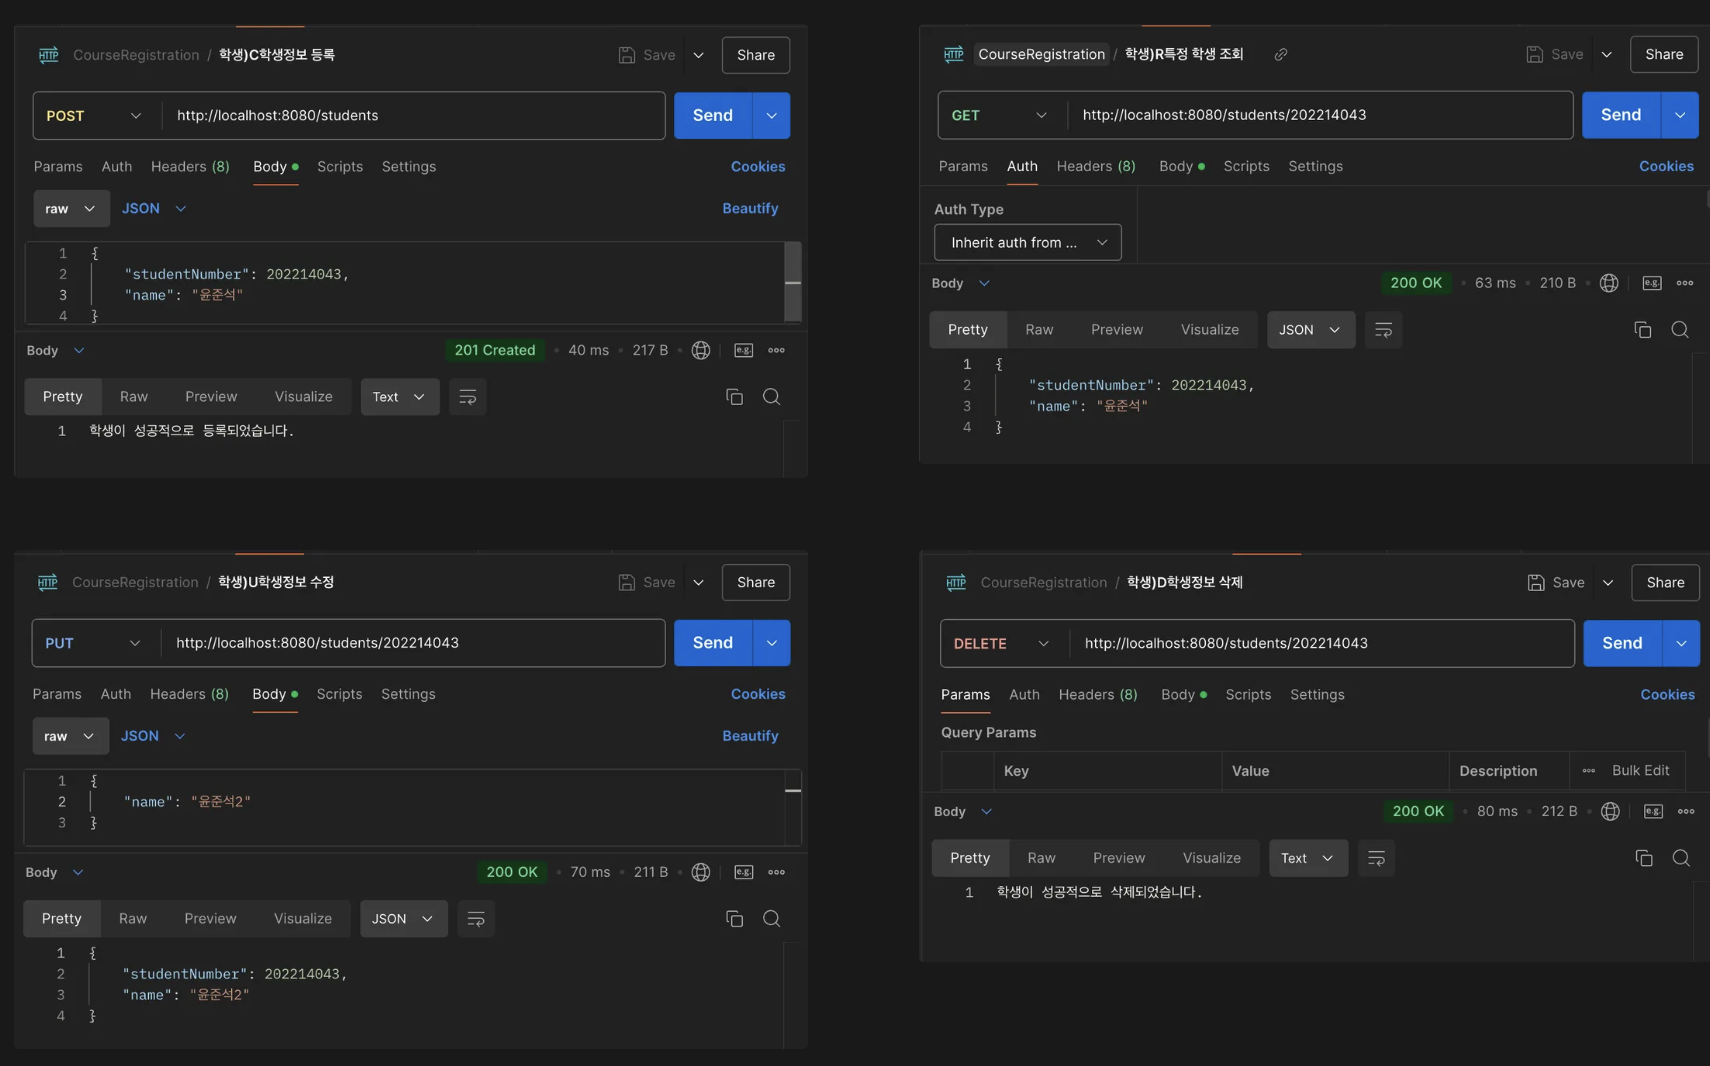 CourseRegistration / 학생)C학생정보 등록 Save Share
POST http://localhost:8080/students Send
Params Auth Headers (8) Body Scripts Settings Cookies
raw JSON Beautify
1 {
2 "studentNumber": 202214043,
3 "name": "윤준석"
4 }
Body 201 Created 40 ms 217 B e.g.
Pretty Raw Preview Visualize Text
1 학생이 성공적으로 등록되었습니다.
HTTP CourseRegistration / 학생)R특정 학생 조회 Save Share
GET http://localhost:8080/students/202214043 Send
Params Auth Headers (8) Body Scripts Settings Cookies
Auth Type
Inherit auth from ...
Body 200 OK 63 ms 210 B e.g.
Pretty Raw Preview Visualize JSON
1 {
2 "studentNumber": 202214043,
3 "name": "윤준석"
4 }
HTTP CourseRegistration / 학생)U학생정보 수정 Save Share
PUT http://localhost:8080/students/202214043 Send
Params Auth Headers (8) Body Scripts Settings Cookies
raw JSON Beautify
1 {
2 "name": "윤준석2"
3 }
Body 200 OK 70 ms 211 B e.g.
Pretty Raw Preview Visualize JSON
1 {
2 "studentNumber": 202214043,
3 "name": "윤준석2"
4 }
HTTP CourseRegistration / 학생)D학생정보 삭제 Save Share
DELETE http://localhost:8080/students/202214043 Send
Params Auth Headers (8) Body Scripts Settings Cookies
Query Params
Key Value Description Bulk Edit
Body 200 OK 80 ms 212 B e.g.
Pretty Raw Preview Visualize Text
1 학생이 성공적으로 삭제되었습니다.